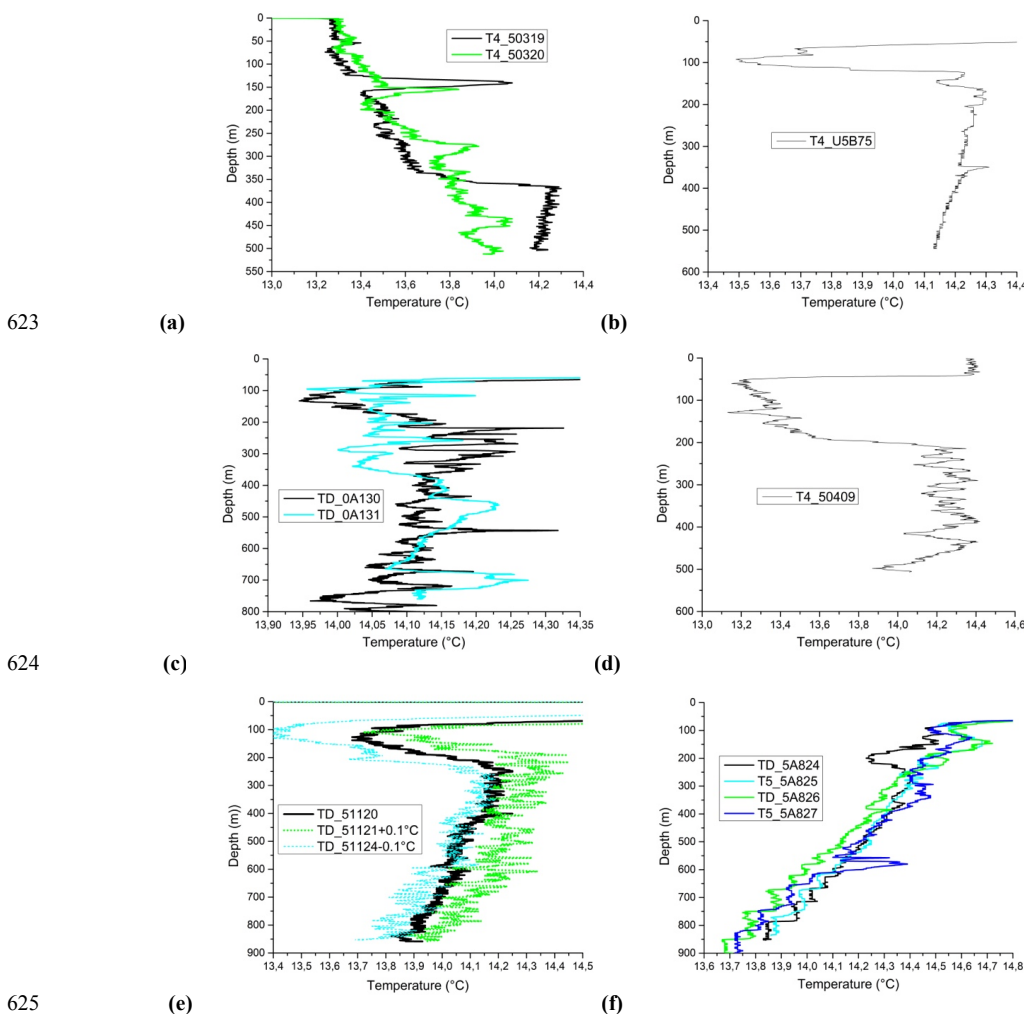 0
50
100
150
200
250
300
350
400
450
500
550
Depth (m)
T4_50319
T4_50320
13,0 13,2 13,4 13,6 13,8 14,0 14,2 14,4
Temperature (°C)
0
100
200
300
400
500
600
Depth (m)
T4_U5B75
13,4 13,5 13,6 13,7 13,8 13,9 14,0 14,1 14,2 14,3 14,4
Temperature (°C)
623 (a) (b)
0
100
200
300
400
500
600
700
800
Depth (m)
TD_0A130
TD_0A131
13,90 13,95 14,00 14,05 14,10 14,15 14,20 14,25 14,30 14,35
Temperature (°C)
0
100
200
300
400
500
600
Depth (m)
T4_50409
13,0 13,2 13,4 13,6 13,8 14,0 14,2 14,4 14,6
Temperature (°C)
624 (c) (d)
0
100
200
300
400
500
600
700
800
900
Depth (m))
TD_51120
TD_51121+0.1°C
TD_51124-0.1°C
13,4 13,5 13,6 13,7 13,8 13,9 14,0 14,1 14,2 14,3 14,4 14,5
Temperature (°C)
0
100
200
300
400
500
600
700
800
900
Depth (m)
TD_5A824
T5_5A825
TD_5A826
T5_5A827
13,6 13,7 13,8 13,9 14,0 14,1 14,2 14,3 14,4 14,5 14,6 14,7 14,8
Temperature (°C)
625 (e) (f)